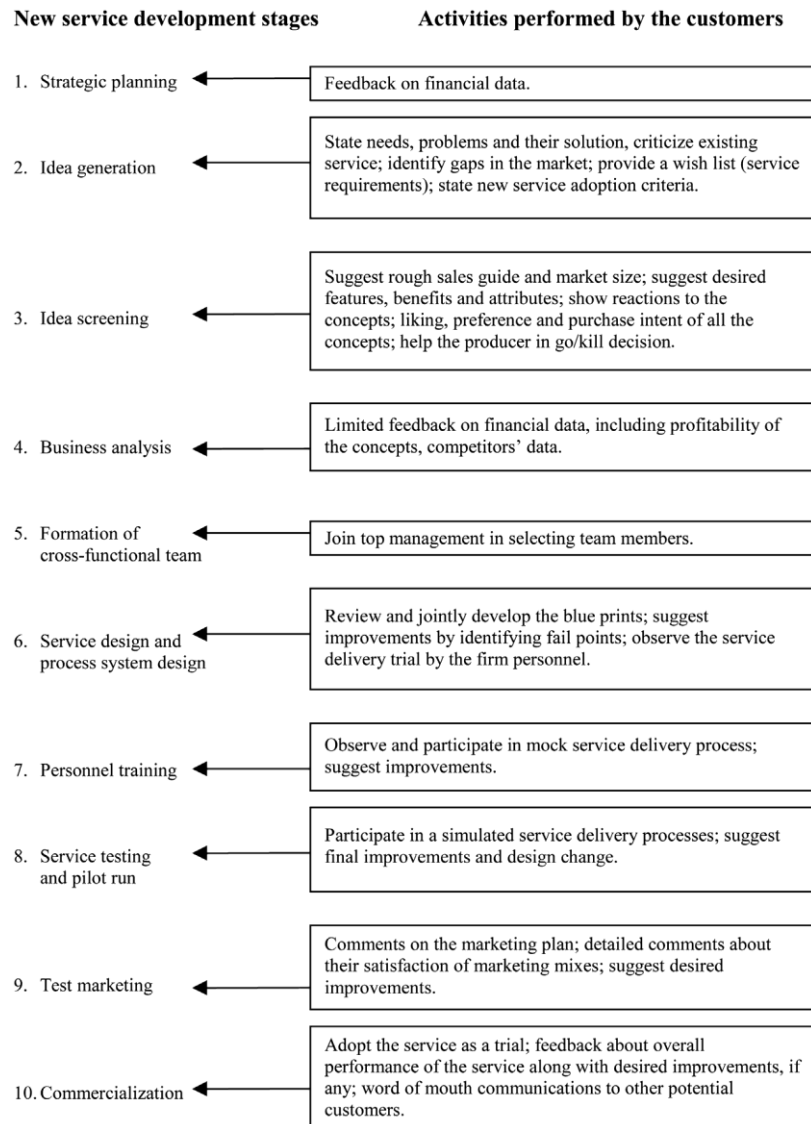 New service development stages
Activities performed by the customers
1. Strategic planning
Feedback on financial data.
2. Idea generation
State needs, problems and their solution, criticize existing
service; identify gaps in the market; provide a wish list (service
requirements); state new service adoption criteria.
3. Idea screening
Suggest rough sales guide and market size; suggest desired
features, benefits and attributes; show reactions to the
concepts; liking, preference and purchase intent of all the
concepts; help the producer in go/kill decision.
4. Business analysis
Limited feedback on financial data, including profitability of
the concepts, competitors’ data.
5. Formation of
cross-functional team
Join top management in selecting team members.
6. Service design and
process system design
Review and jointly develop the blue prints; suggest
improvements by identifying fail points; observe the service
delivery trial by the firm personnel.
7. Personnel training
Observe and participate in mock service delivery process;
suggest improvements.
8. Service testing
and pilot run
Participate in a simulated service delivery processes; suggest
final improvements and design change.
9. Test marketing
Comments on the marketing plan; detailed comments about
their satisfaction of marketing mixes; suggest desired
improvements.
10. Commercialization
Adopt the service as a trial; feedback about overall
performance of the service along with desired improvements, if
any; word of mouth communications to other potential
customers.